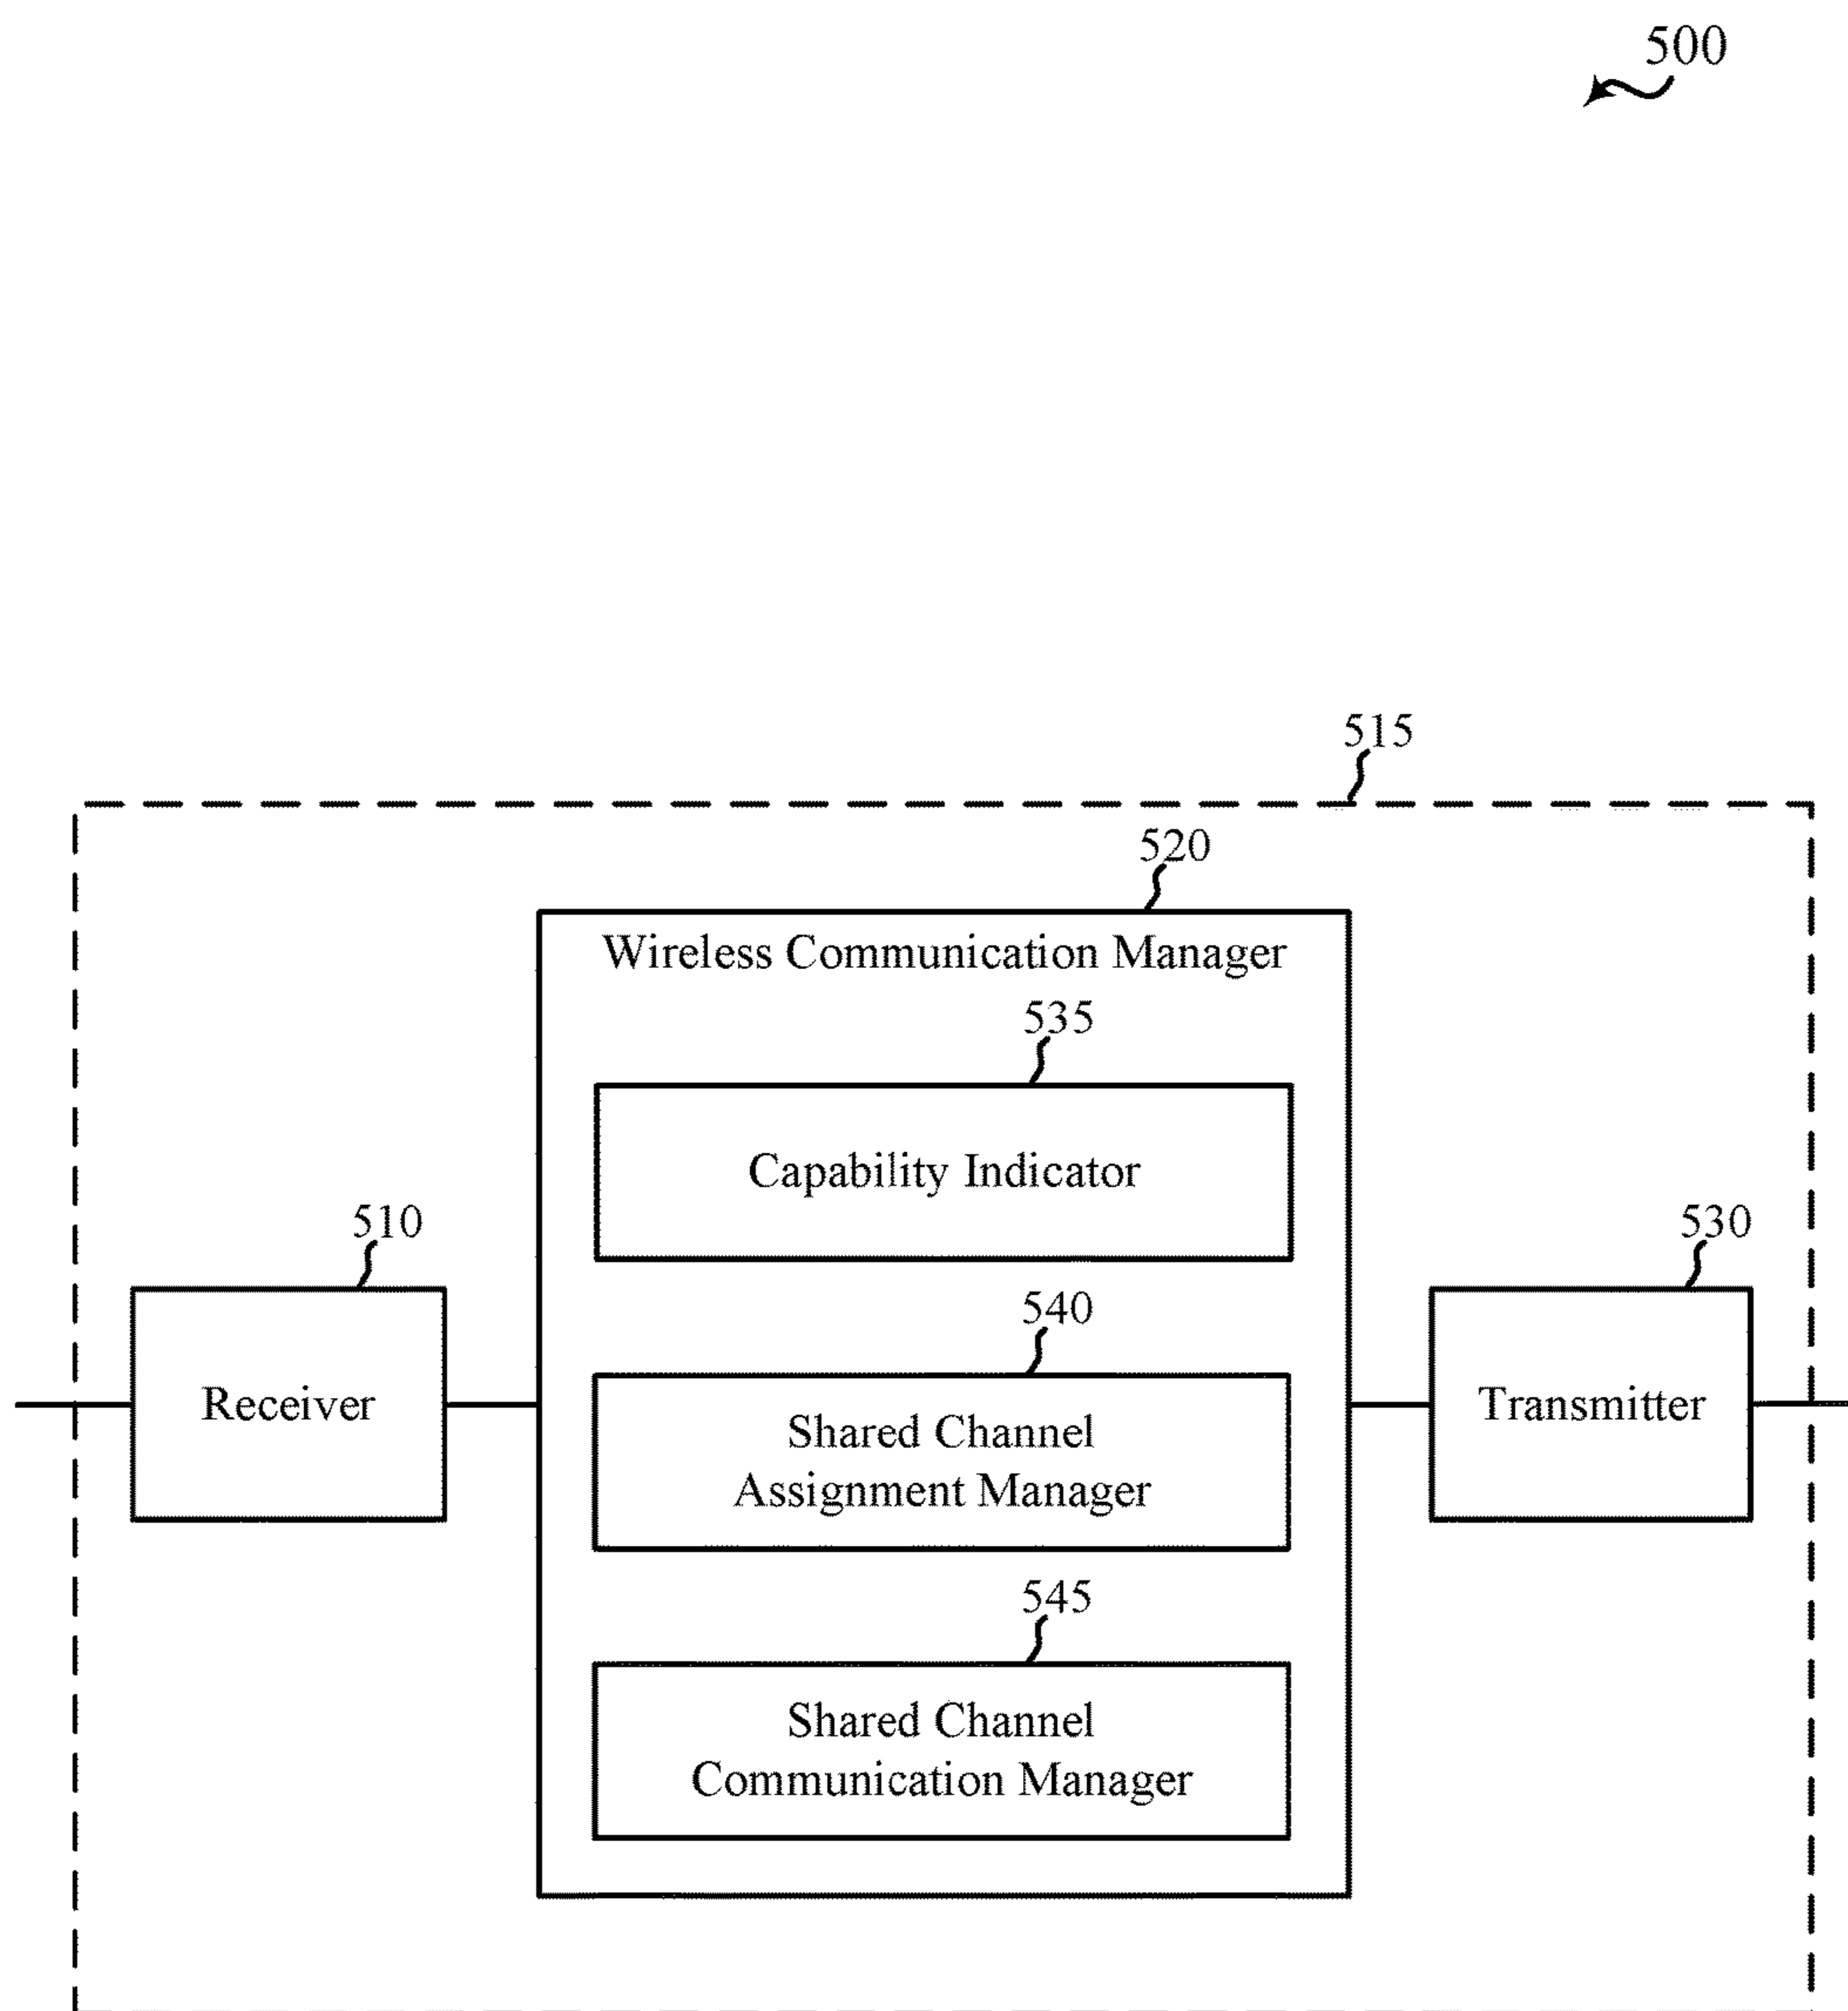 500
515
520
Wireless Communication Manager
535
Capability Indicator
510
530
540
Receiver
Transmitter
Shared Channel
Assignment Manager
545
Shared Channel
Communication Manager